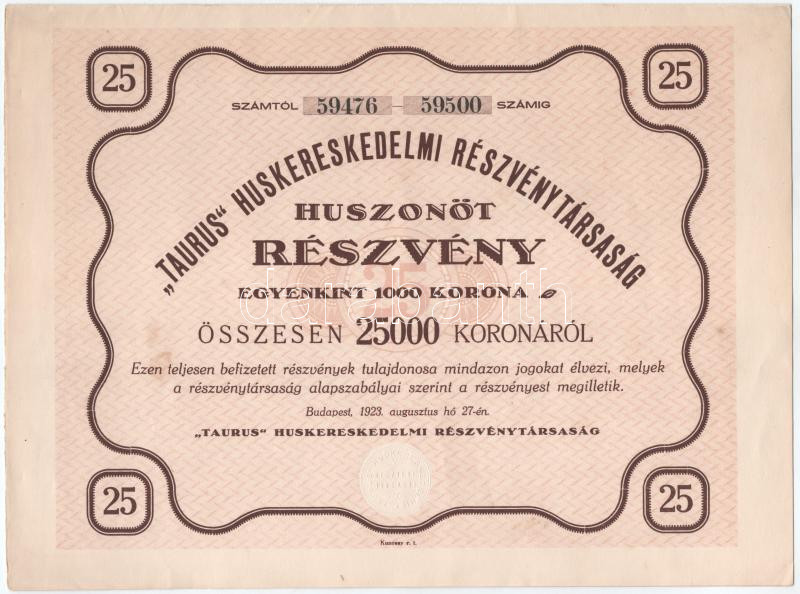 25
25
SZÁMTÓL 59476 — 59500 SZÁMIG
„TAURUS“ HUSKERESKEDELMI RÉSZVÉNYTÁRSASÁG
HUSZONÖT
RÉSZVÉNY
25
EGYENKINT 1000 KORONA
darabanth
ÖSSZESEN 25000 KORONÁRÓL
Ezen teljesen befizetett részvények tulajdonosa mindazon jogokat élvezi, melyek
a részvénytársaság alapszabályai szerint a részvényest megilletik.
Budapest, 1923. augusztus hó 27-én.
„TAURUS“ HUSKERESKEDELMI RÉSZVÉNYTÁRSASÁG
25
25